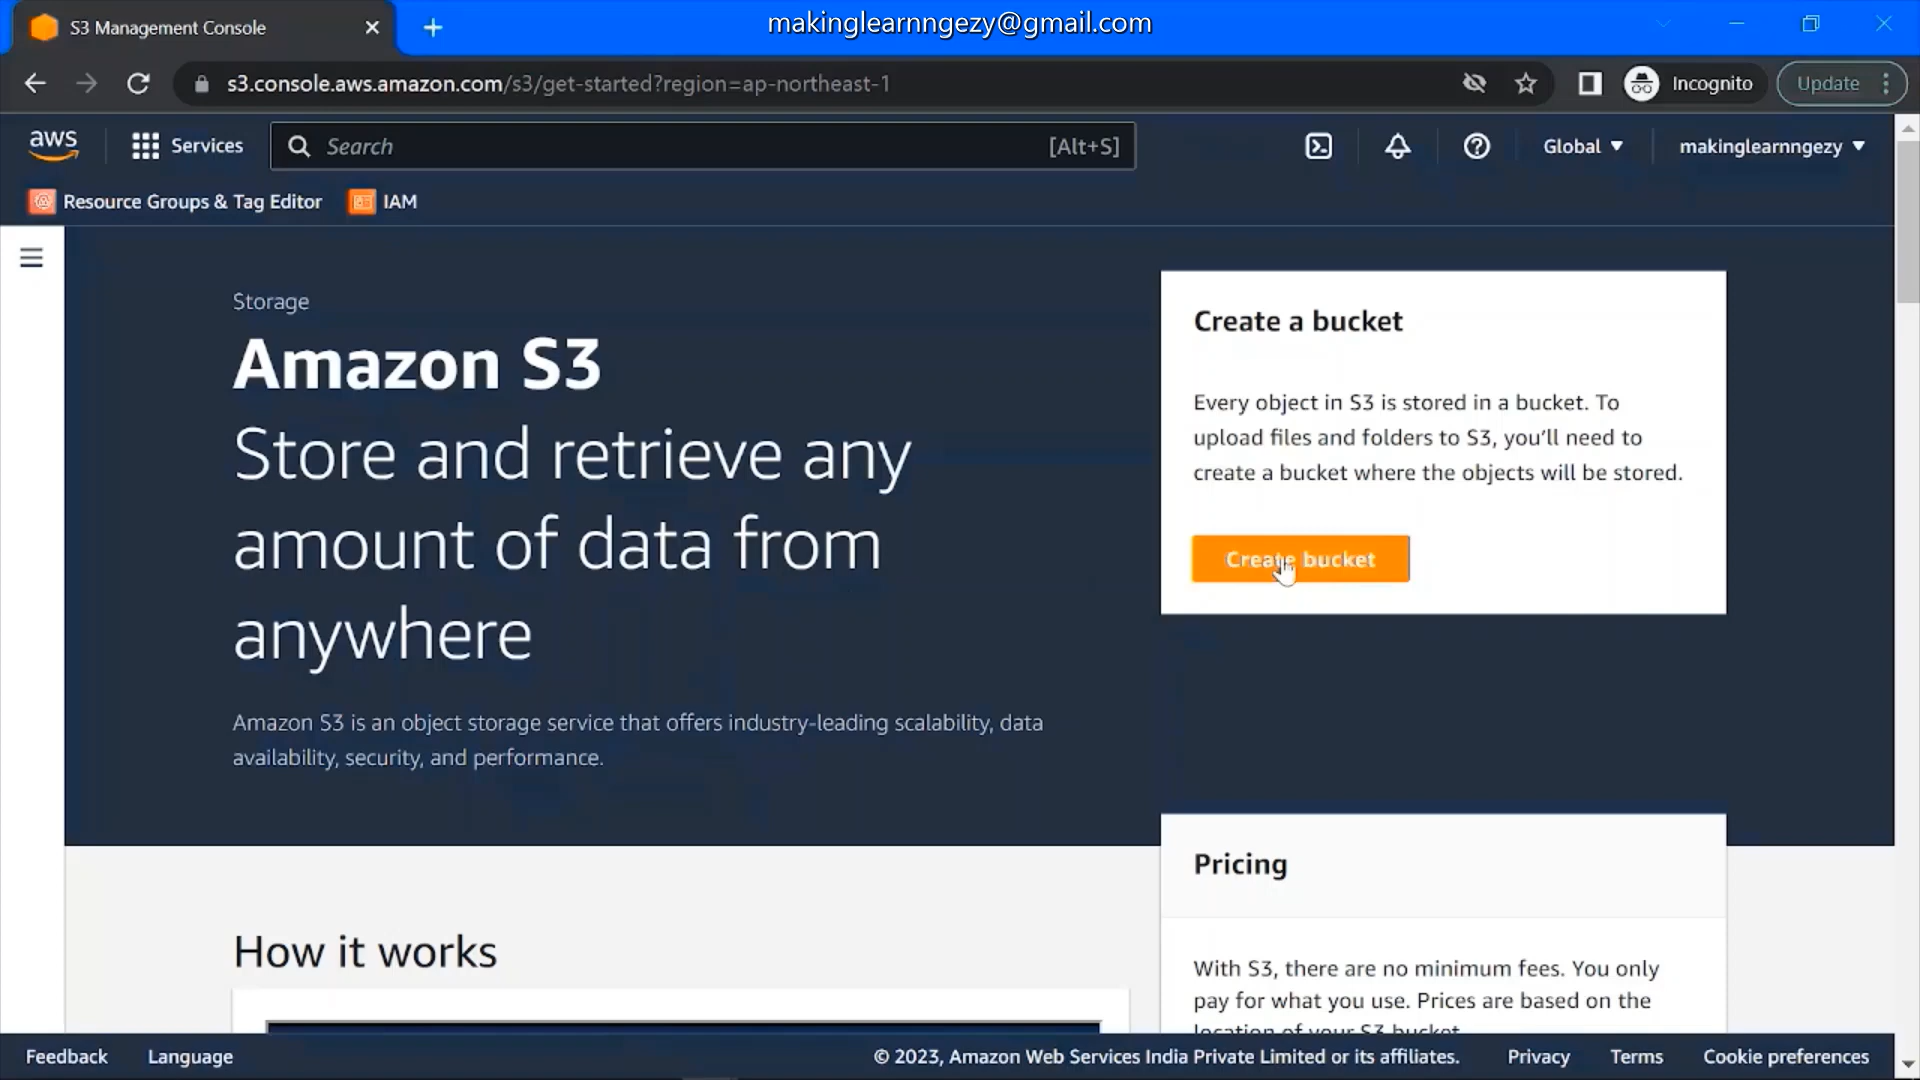 S3 Management Console
makinglearnngezy@gmail.com
s3.console.aws.amazon.com/s3/get-started?region=ap-northeast-1
Incognito
Update
aws
Services
Search
[Alt+S]
Global
makinglearnngezy
Resource Groups & Tag Editor
IAM
Storage
Amazon S3
Store and retrieve any
amount of data from
anywhere
Amazon S3 is an object storage service that offers industry-leading scalability, data
availability, security, and performance.
Create a bucket
Every object in S3 is stored in a bucket. To
upload files and folders to S3, you'll need to
create a bucket where the objects will be stored.
Create bucket
How it works
Pricing
With S3, there are no minimum fees. You only
pay for what you use. Prices are based on the
location of your S3 bucket.
Feedback
Language
© 2023, Amazon Web Services India Private Limited or its affiliates.
Privacy
Terms
Cookie preferences